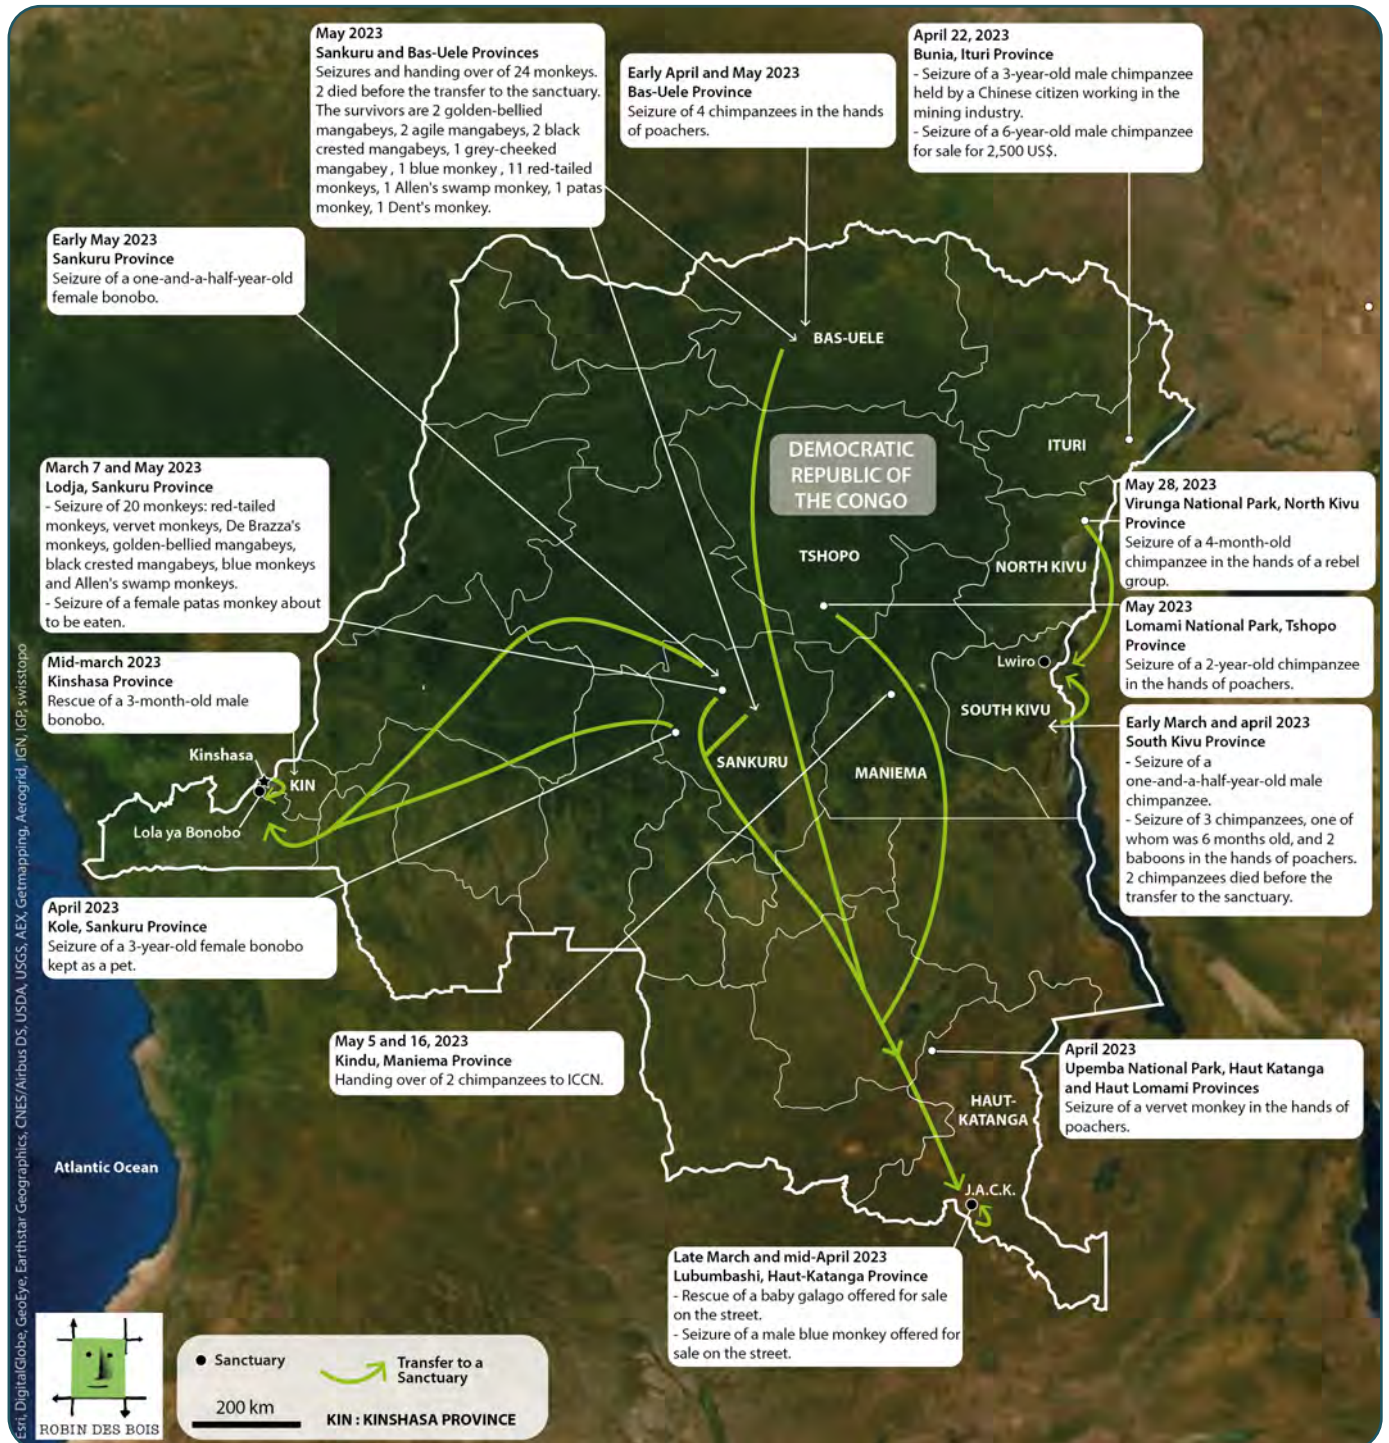 May 2023
Sankuru and Bas-Uele Provinces
Seizures and handing over of 24 monkeys.
2 died before the transfer to the sanctuary.
The survivors are 2 golden-bellied
mangabeys, 2 agile mangabeys, 2 black
crested mangabeys, 1 grey-cheeked
mangabey , 1 blue monkey , 11 red-tailed
monkeys, 1 Allen's swamp monkey, 1 patas
monkey, 1 Dent's monkey.
Early April and May 2023
Bas-Uele Province
Seizure of 4 chimpanzees in the hands
of poachers.
April 22, 2023
Bunia, Ituri Province
- Seizure of a 3-year-old male chimpanzee
held by a Chinese citizen working in the
mining industry.
- Seizure of a 6-year-old male chimpanzee
for sale for 2,500 US$.
Early May 2023
Sankuru Province
Seizure of a one-and-a-half-year-old
female bonobo.
BAS-UELE
ITURI
DEMOCRATIC
REPUBLIC OF
THE CONGO
March 7 and May 2023
Lodja, Sankuru Province
- Seizure of 20 monkeys: red-tailed
monkeys, vervet monkeys, De Brazza's
monkeys, golden-bellied mangabeys,
black crested mangabeys, blue monkeys
and Allen's swamp monkeys.
- Seizure of a female patas monkey about
to be eaten.
May 28, 2023
Virunga National Park, North Kivu
Province
Seizure of a 4-month-old
chimpanzee in the hands of a rebel
group.
TSHOPO
NORTH KIVU
May 2023
Lomami National Park, Tshopo
Province
Seizure of a 2-year-old chimpanzee
in the hands of poachers.
Lwiro
Mid-march 2023
Kinshasa Province
Rescue of a 3-month-old male
bonobo.
SOUTH KIVU
Early March and april 2023
South Kivu Province
- Seizure of a
one-and-a-half-year-old male
chimpanzee.
- Seizure of 3 chimpanzees, one of
whom was 6 months old, and 2
baboons in the hands of poachers.
2 chimpanzees died before the
transfer to the sanctuary.
Kinshasa
KIN
SANKURU
MANIEMA
Lola ya Bonobo
April 2023
Kole, Sankuru Province
Seizure of a 3-year-old female bonobo
kept as a pet.
May 5 and 16, 2023
Kindu, Maniema Province
Handing over of 2 chimpanzees to ICCN.
April 2023
Upemba National Park, Haut Katanga
and Haut Lomami Provinces
Seizure of a vervet monkey in the hands of
poachers.
HAUT-
KATANGA
Atlantic Ocean
J.A.C.K.
Late March and mid-April 2023
Lubumbashi, Haut-Katanga Province
- Rescue of a baby galago offered for sale
on the street.
- Seizure of a male blue monkey offered for
sale on the street.
Sanctuary
Transfer to a
Sanctuary
200 km
KIN : KINSHASA PROVINCE
ROBIN DES BOIS
Esri, DigitalGlobe, GeoEye, Earthstar Geographics, CNES/Airbus DS, USDA, USGS, AEX, Getmapping, Aerogrid, IGN, IGP, swisstopo